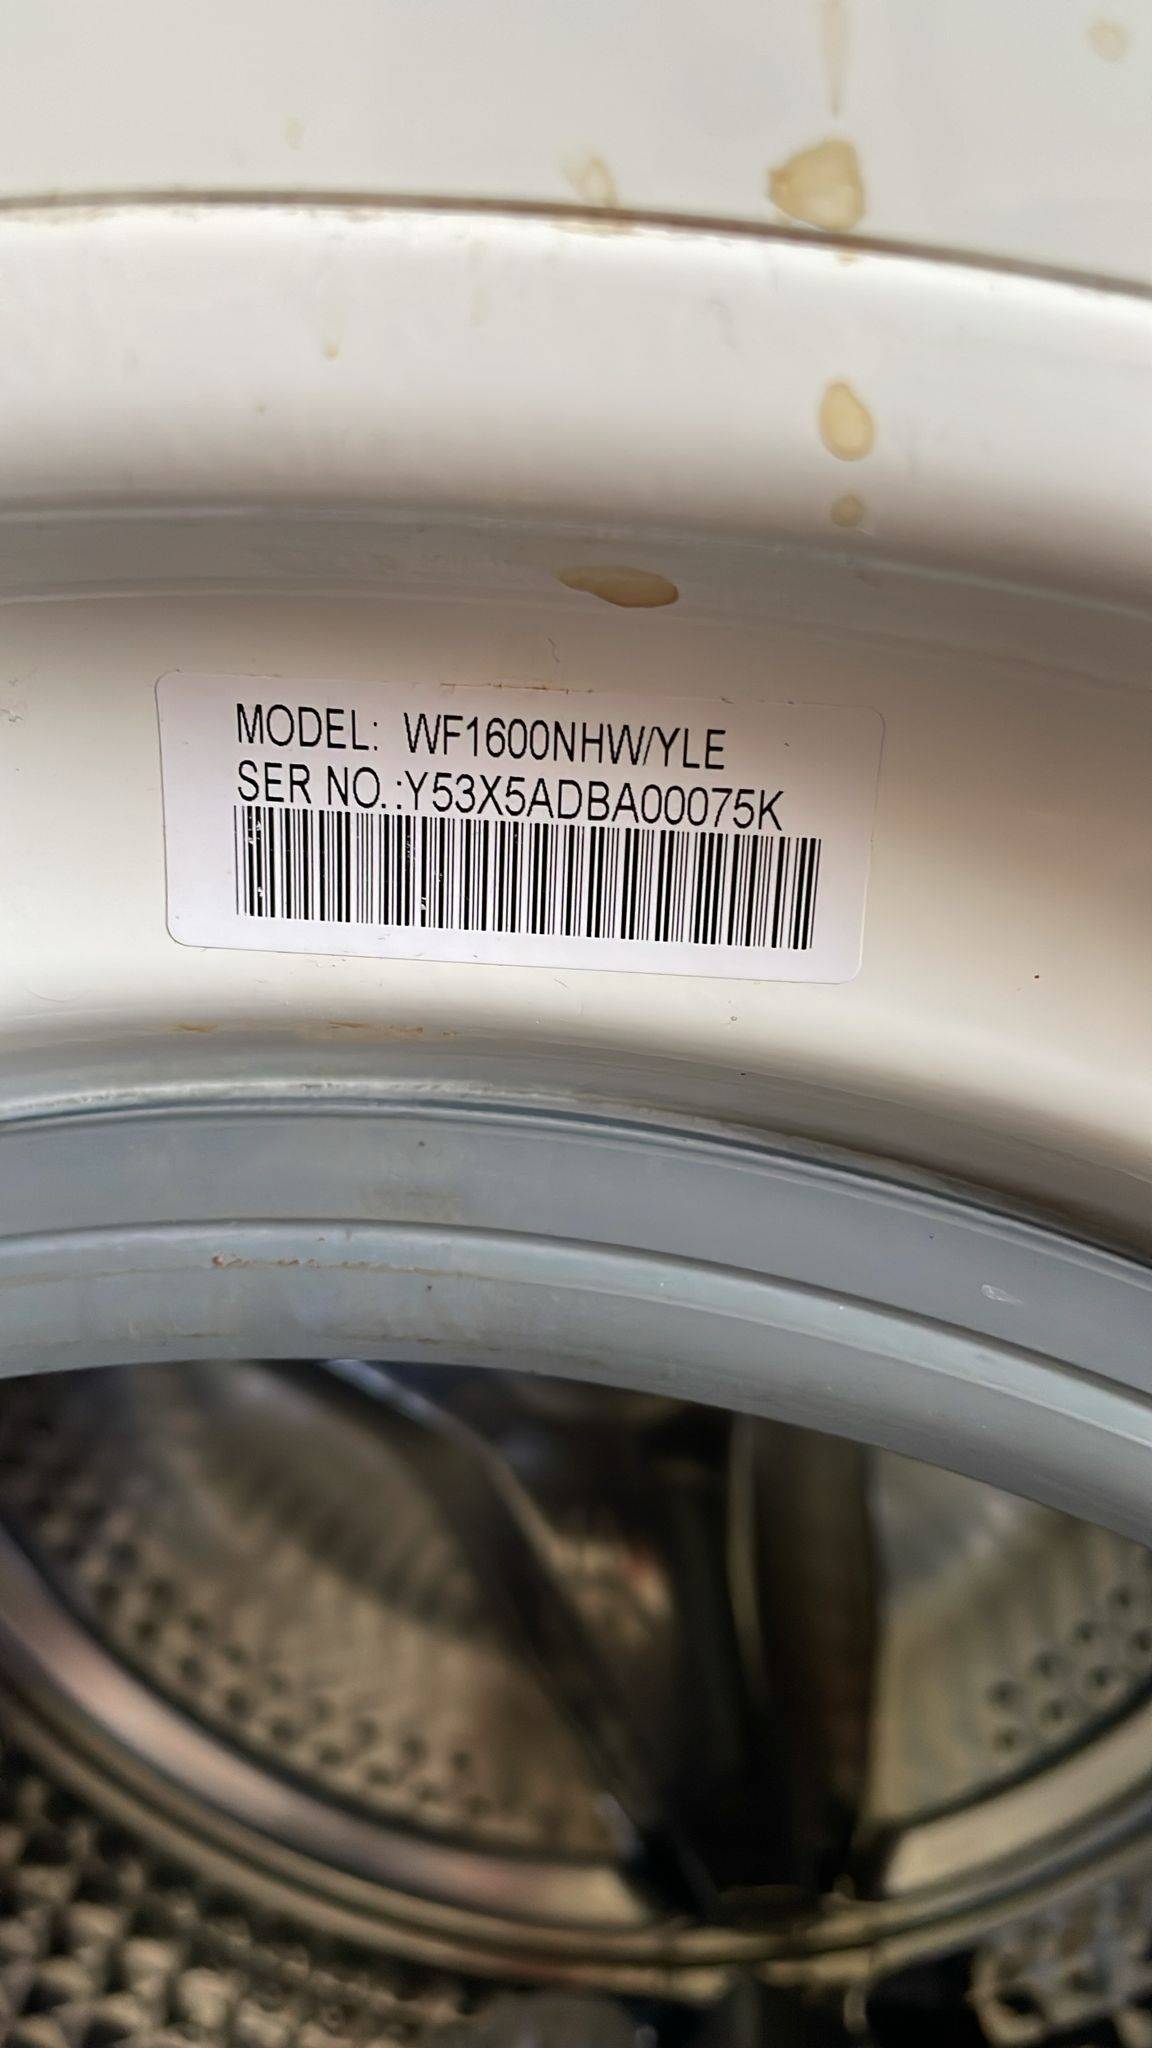 MODEL: WF1600NHW/YLE
SER NO.:Y53X5ADBA00075K